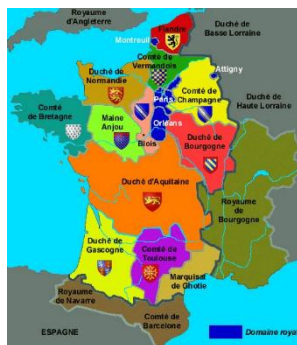 Royaume
d'Angleterre
Flandre
Duché de
Basse Lorraine
Montreuil
Comté de
Vermandois
Attigny
Duché de
Normandie
Comté de
Champagne
Paris
Duché de
Haute Lorraine
Comté
de Bretagne
Maine
Anjou
Orléans
Blois
Duché de
Bourgogne
Duché d'Aquitaine
Royaume
de
Bourgogne
Duché de
Gascogne
Comté de
Toulouse
Marquisat
de Ghotie
Royaume
de Navarre
Comté de
Barcelone
ESPAGNE
Domaine roya